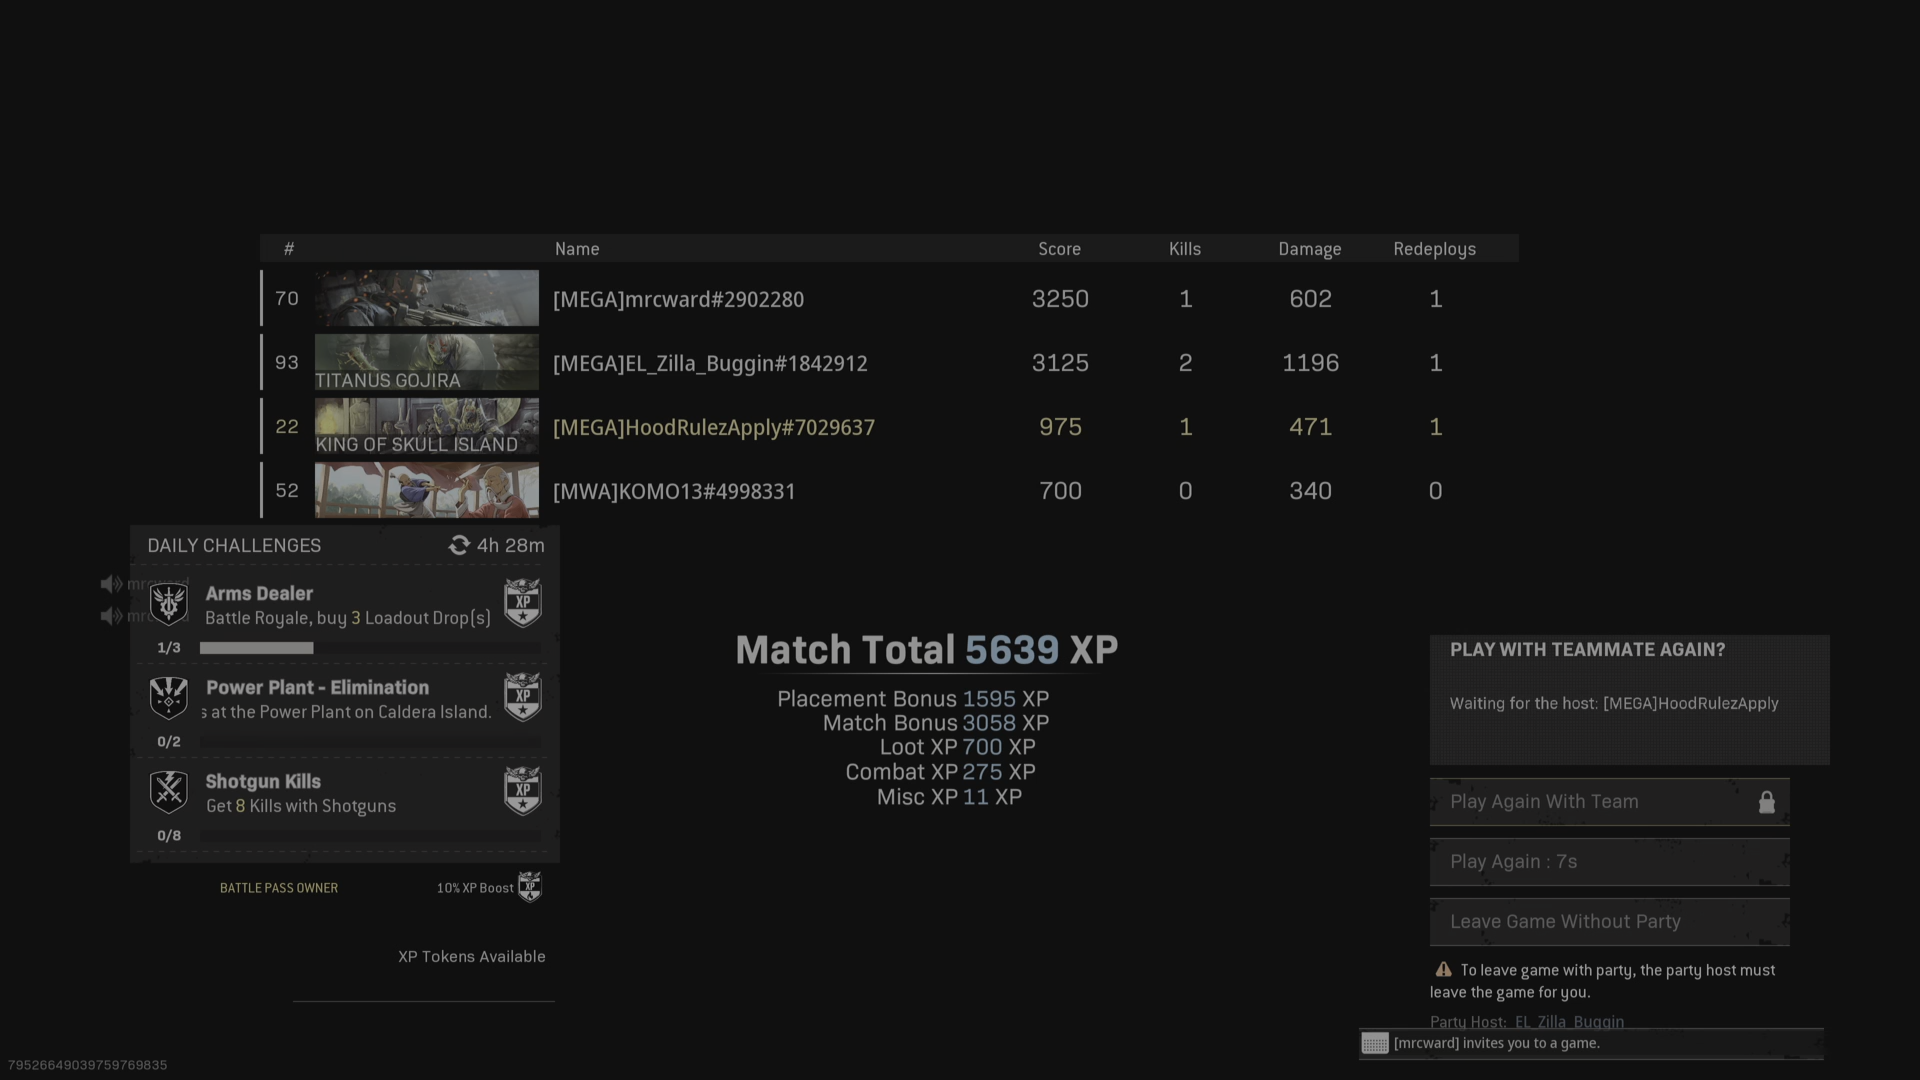 # Name Score Kills Damage Redeploys
70 [MEGA]mrcward#2902280 3250 1 602 1
93 TITANUS GOJIRA [MEGA]EL_Zilla_Buggin#1842912 3125 2 1196 1
22 KING OF SKULL ISLAND [MEGA]HoodRulezApply#7029637 975 1 471 1
52 [MWA]KOMO13#4998331 700 0 340 0
DAILY CHALLENGES 4h 28m
Arms Dealer
Battle Royale, buy 3 Loadout Drop(s)
XP
1/3
Power Plant - Elimination
s at the Power Plant on Caldera Island.
XP
0/2
Shotgun Kills
Get 8 Kills with Shotguns
XP
0/8
BATTLE PASS OWNER 10% XP Boost XP
XP Tokens Available
Match Total 5639 XP
Placement Bonus 1595 XP
Match Bonus 3058 XP
Loot XP 700 XP
Combat XP 275 XP
Misc XP 11 XP
PLAY WITH TEAMMATE AGAIN?
Waiting for the host: [MEGA]HoodRulezApply
Play Again With Team
Play Again : 7s
Leave Game Without Party
To leave game with party, the party host must
leave the game for you.
Party Host: EL_Zilla_Buggin
[mrcward] invites you to a game.
79526649039759769835